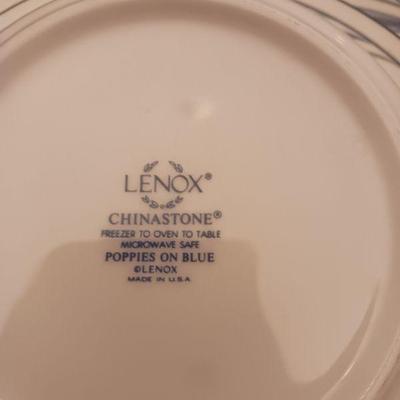 LENOX®
CHINASTONE®
FREEZER TO OVEN TO TABLE
MICROWAVE SAFE
POPPIES ON BLUE
©LENOX
MADE IN U.S.A.